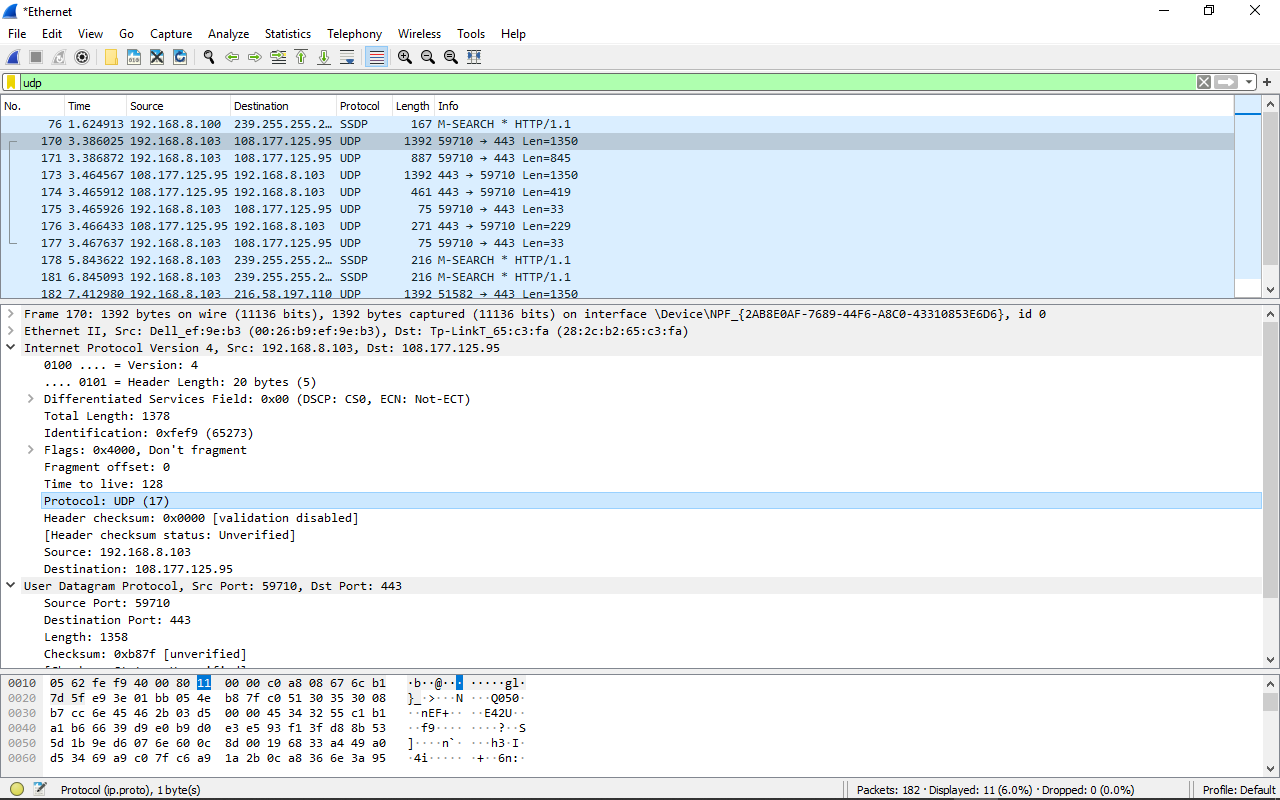 *Ethernet
File Edit View Go Capture Analyze Statistics Telephony Wireless Tools Help
udp
No. Time Source Destination Protocol Length Info
76 1.624913 192.168.8.100 239.255.255.2… SSDP 167 M-SEARCH * HTTP/1.1
170 3.386025 192.168.8.103 108.177.125.95 UDP 1392 59710 → 443 Len=1350
171 3.386872 192.168.8.103 108.177.125.95 UDP 887 59710 → 443 Len=845
173 3.464567 108.177.125.95 192.168.8.103 UDP 1392 443 → 59710 Len=1350
174 3.465912 108.177.125.95 192.168.8.103 UDP 461 443 → 59710 Len=419
175 3.465926 192.168.8.103 108.177.125.95 UDP 75 59710 → 443 Len=33
176 3.466433 108.177.125.95 192.168.8.103 UDP 271 443 → 59710 Len=229
177 3.467637 192.168.8.103 108.177.125.95 UDP 75 59710 → 443 Len=33
178 5.843622 192.168.8.103 239.255.255.2… SSDP 216 M-SEARCH * HTTP/1.1
181 6.845093 192.168.8.103 239.255.255.2… SSDP 216 M-SEARCH * HTTP/1.1
182 7.412980 192.168.8.103 216.58.197.110 UDP 1392 51582 → 443 Len=1350
Frame 170: 1392 bytes on wire (11136 bits), 1392 bytes captured (11136 bits) on interface \Device\NPF_{2AB8E0AF-7689-44F6-A8C0-43310853E6D6}, id 0
Ethernet II, Src: Dell_ef:9e:b3 (00:26:b9:ef:9e:b3), Dst: Tp-LinkT_65:c3:fa (28:2c:b2:65:c3:fa)
Internet Protocol Version 4, Src: 192.168.8.103, Dst: 108.177.125.95
0100 .... = Version: 4
.... 0101 = Header Length: 20 bytes (5)
Differentiated Services Field: 0x00 (DSCP: CS0, ECN: Not-ECT)
Total Length: 1378
Identification: 0xfef9 (65273)
Flags: 0x4000, Don't fragment
Fragment offset: 0
Time to live: 128
Protocol: UDP (17)
Header checksum: 0x0000 [validation disabled]
[Header checksum status: Unverified]
Source: 192.168.8.103
Destination: 108.177.125.95
User Datagram Protocol, Src Port: 59710, Dst Port: 443
Source Port: 59710
Destination Port: 443
Length: 1358
Checksum: 0xb87f [unverified]
0010 05 62 fe f9 40 00 80 11 00 00 c0 a8 08 67 6c b1 ·b··@··· ·····gl·
0020 7d 5f e9 3e 01 bb 05 4e b8 7f c0 51 30 35 30 08 }_·>···N ···Q050·
0030 b7 cc 6e 45 46 2b 03 d5 00 00 45 34 32 55 c1 b1 ··nEF+·· ··E42U··
0040 a1 b6 66 39 d9 e0 b9 d0 e3 e5 93 f1 3f d8 8b 53 ··f9···· ····?··S
0050 5d 1b 9e d6 07 6e 60 0c 8d 00 19 68 33 a4 49 a0 ]····n`· ···h3·I·
0060 d5 34 69 a9 c0 7f c6 a9 1a 2b 0c a8 36 6e 3a 95 ·4i····· ·+··6n:·
Protocol (ip.proto), 1 byte(s) Packets: 182 · Displayed: 11 (6.0%) · Dropped: 0 (0.0%) Profile: Default